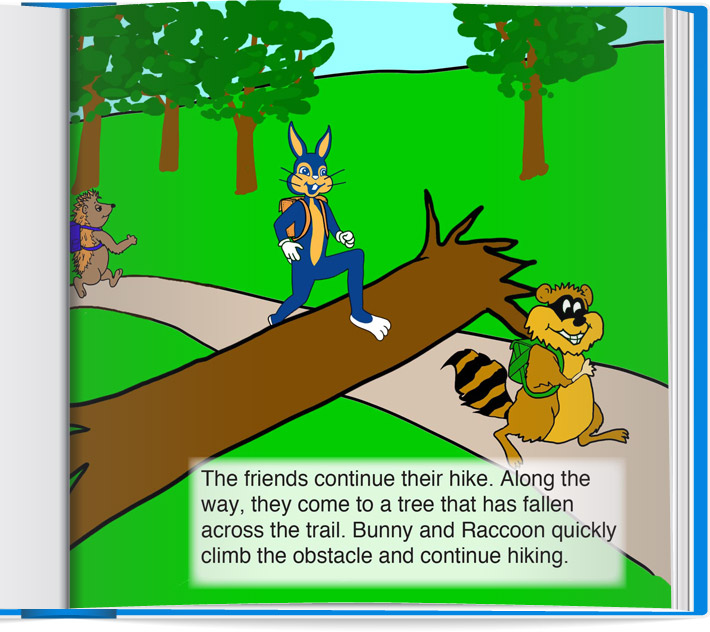 The friends continue their hike. Along the
way, they come to a tree that has fallen
across the trail. Bunny and Raccoon quickly
climb the obstacle and continue hiking.